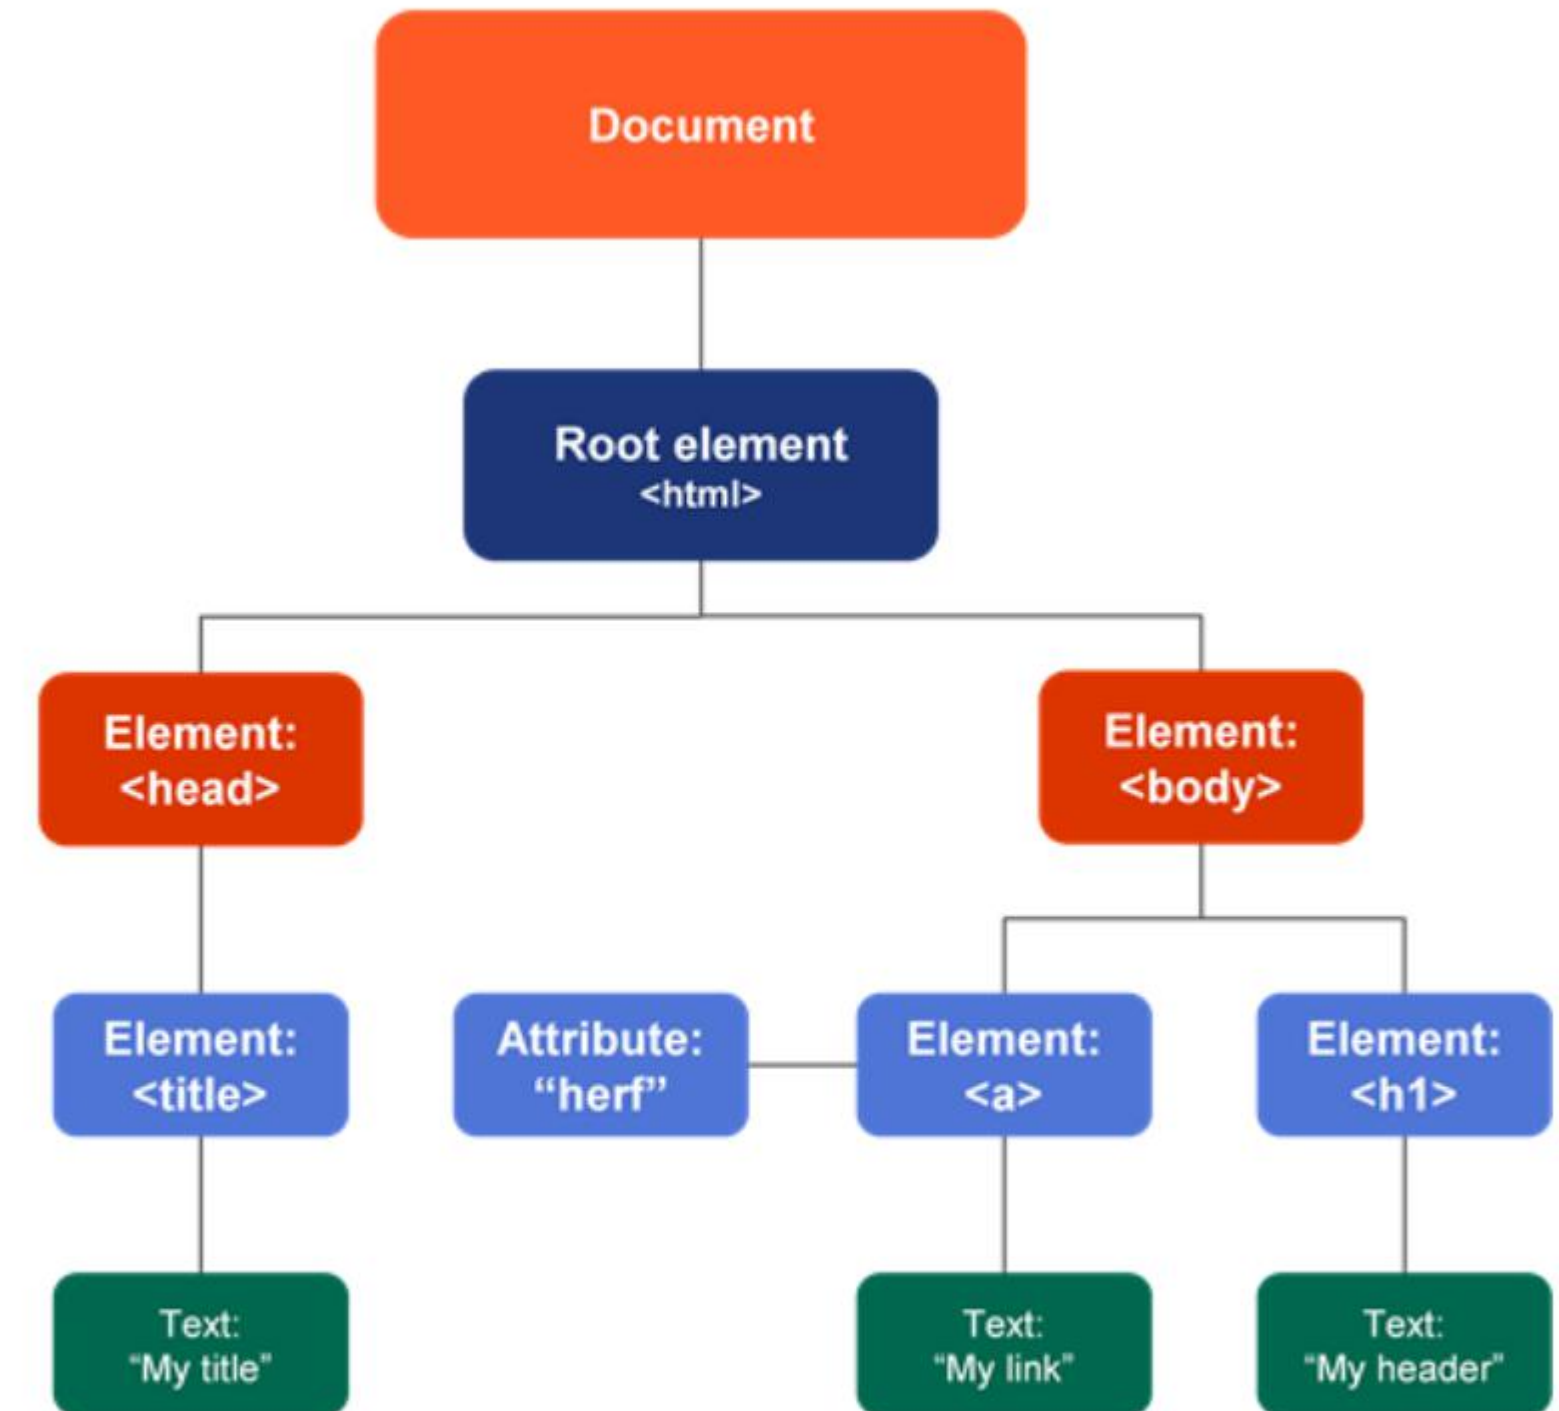 Document
Root element
<html>
Element:
<head>
Element:
<body>
Element:
<title>
Attribute:
“herf”
Element:
<a>
Element:
<h1>
Text:
“My title”
Text:
“My link”
Text:
“My header”